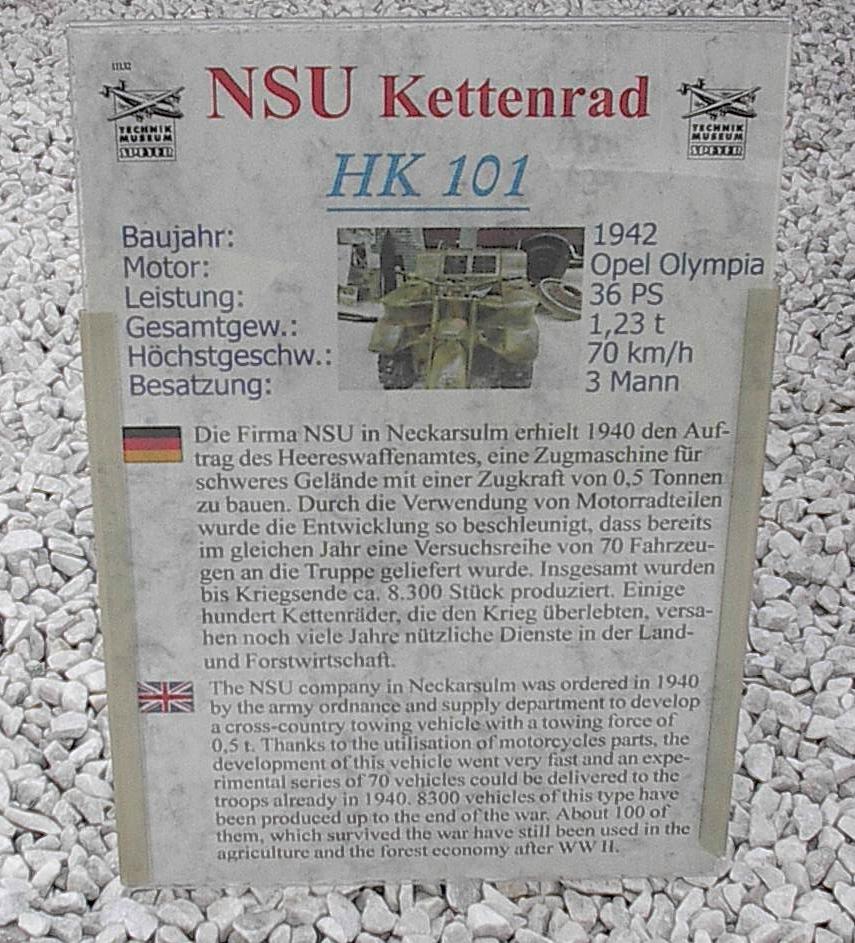 11132
TECHNIK
MUSEUM
SPEYER
NSU Kettenrad
TECHNIK
MUSEUM
SPEYER
HK 101
Baujahr: 1942
Motor: Opel Olympia
Leistung: 36 PS
Gesamtgew.: 1,23 t
Höchstgeschw.: 70 km/h
Besatzung: 3 Mann
Die Firma NSU in Neckarsulm erhielt 1940 den Auf-
trag des Heereswaffenamtes, eine Zugmaschine für
schweres Gelände mit einer Zugkraft von 0,5 Tonnen
zu bauen. Durch die Verwendung von Motorradteilen
wurde die Entwicklung so beschleunigt, dass bereits
im gleichen Jahr eine Versuchsreihe von 70 Fahrzeu-
gen an die Truppe geliefert wurde. Insgesamt wurden
bis Kriegsende ca. 8.300 Stück produziert. Einige
hundert Kettenräder, die den Krieg überlebten, versa-
hen noch viele Jahre nützliche Dienste in der Land-
und Forstwirtschaft.
The NSU company in Neckarsulm was ordered in 1940
by the army ordnance and supply department to develop
a cross-country towing vehicle with a towing force of
0,5 t. Thanks to the utilisation of motorcycles parts, the
development of this vehicle went very fast and an expe-
rimental series of 70 vehicles could be delivered to the
troops already in 1940. 8300 vehicles of this type have
been produced up to the end of the war. About 100 of
them, which survived the war have still been used in the
agriculture and the forest economy after WW II.